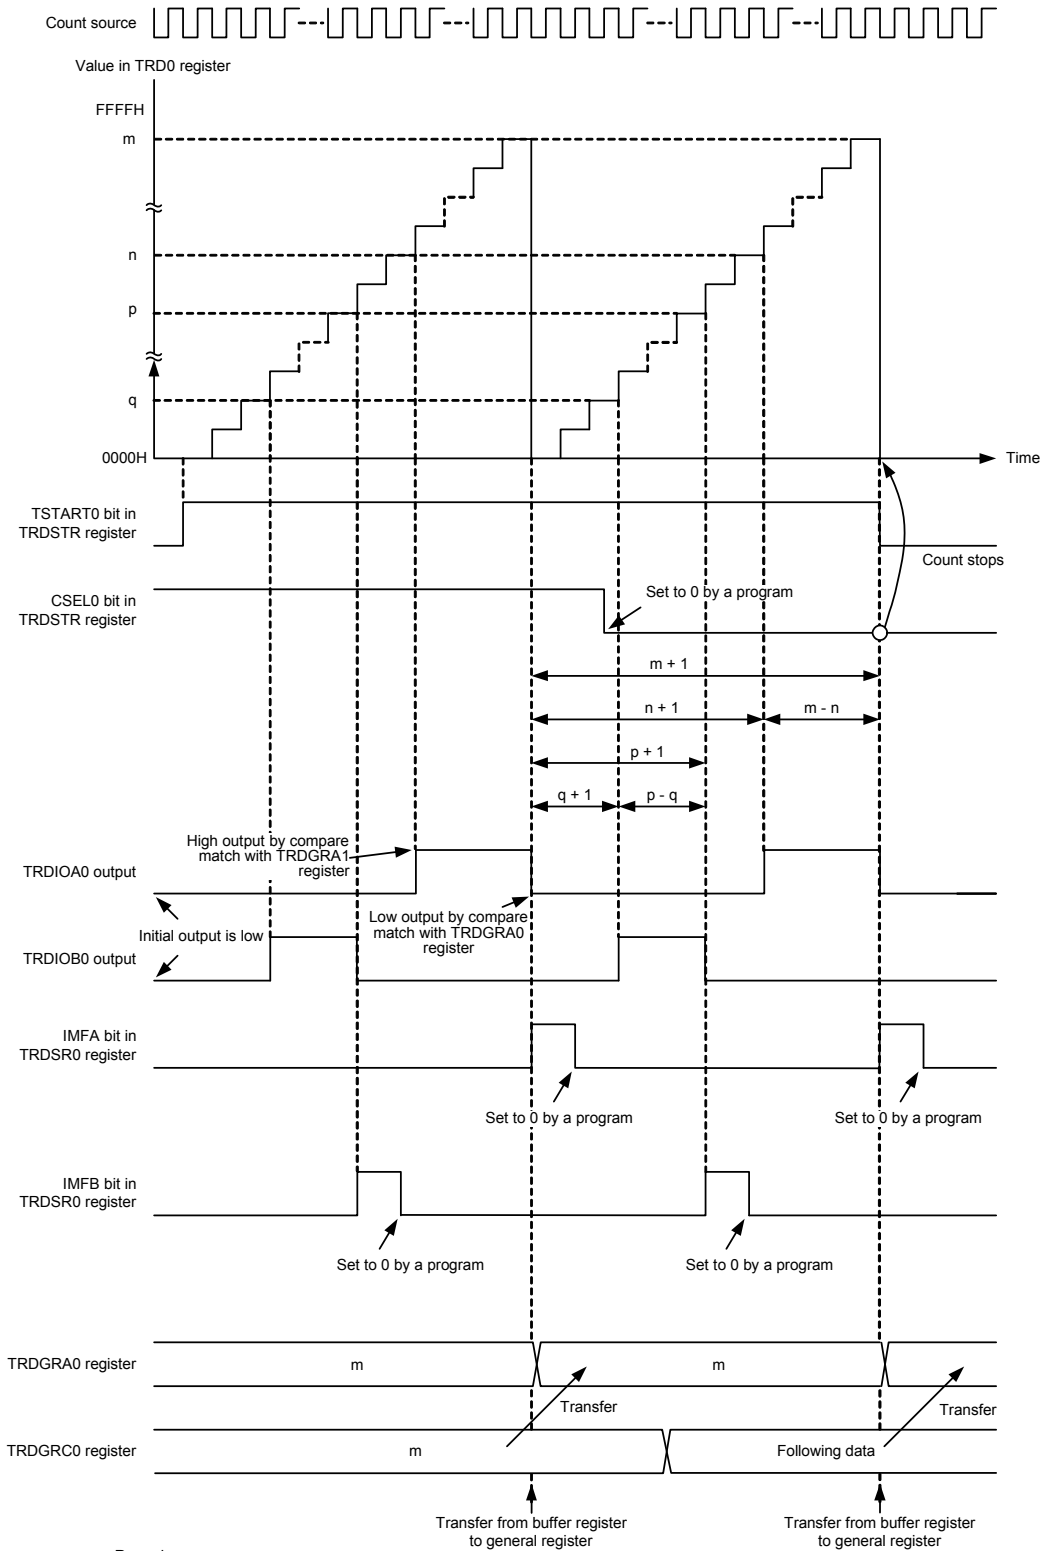 Count source
Value in TRD0 register
FFFFH
m
n
p
q
0000H
Time
TSTART0 bit in
TRDSTR register
Count stops
CSEL0 bit in
TRDSTR register
Set to 0 by a program
m + 1
n + 1
m - n
p + 1
q + 1
p - q
High output by compare
match with TRDGRA1
register
TRDIOA0 output
Low output by compare
match with TRDGRA0
register
Initial output is low
TRDIOB0 output
IMFA bit in
TRDSR0 register
Set to 0 by a program
Set to 0 by a program
IMFB bit in
TRDSR0 register
Set to 0 by a program
Set to 0 by a program
TRDGRA0 register
m
m
Transfer
Transfer
TRDGRC0 register
m
Following data
Transfer from buffer register
to general register
Transfer from buffer register
to general register